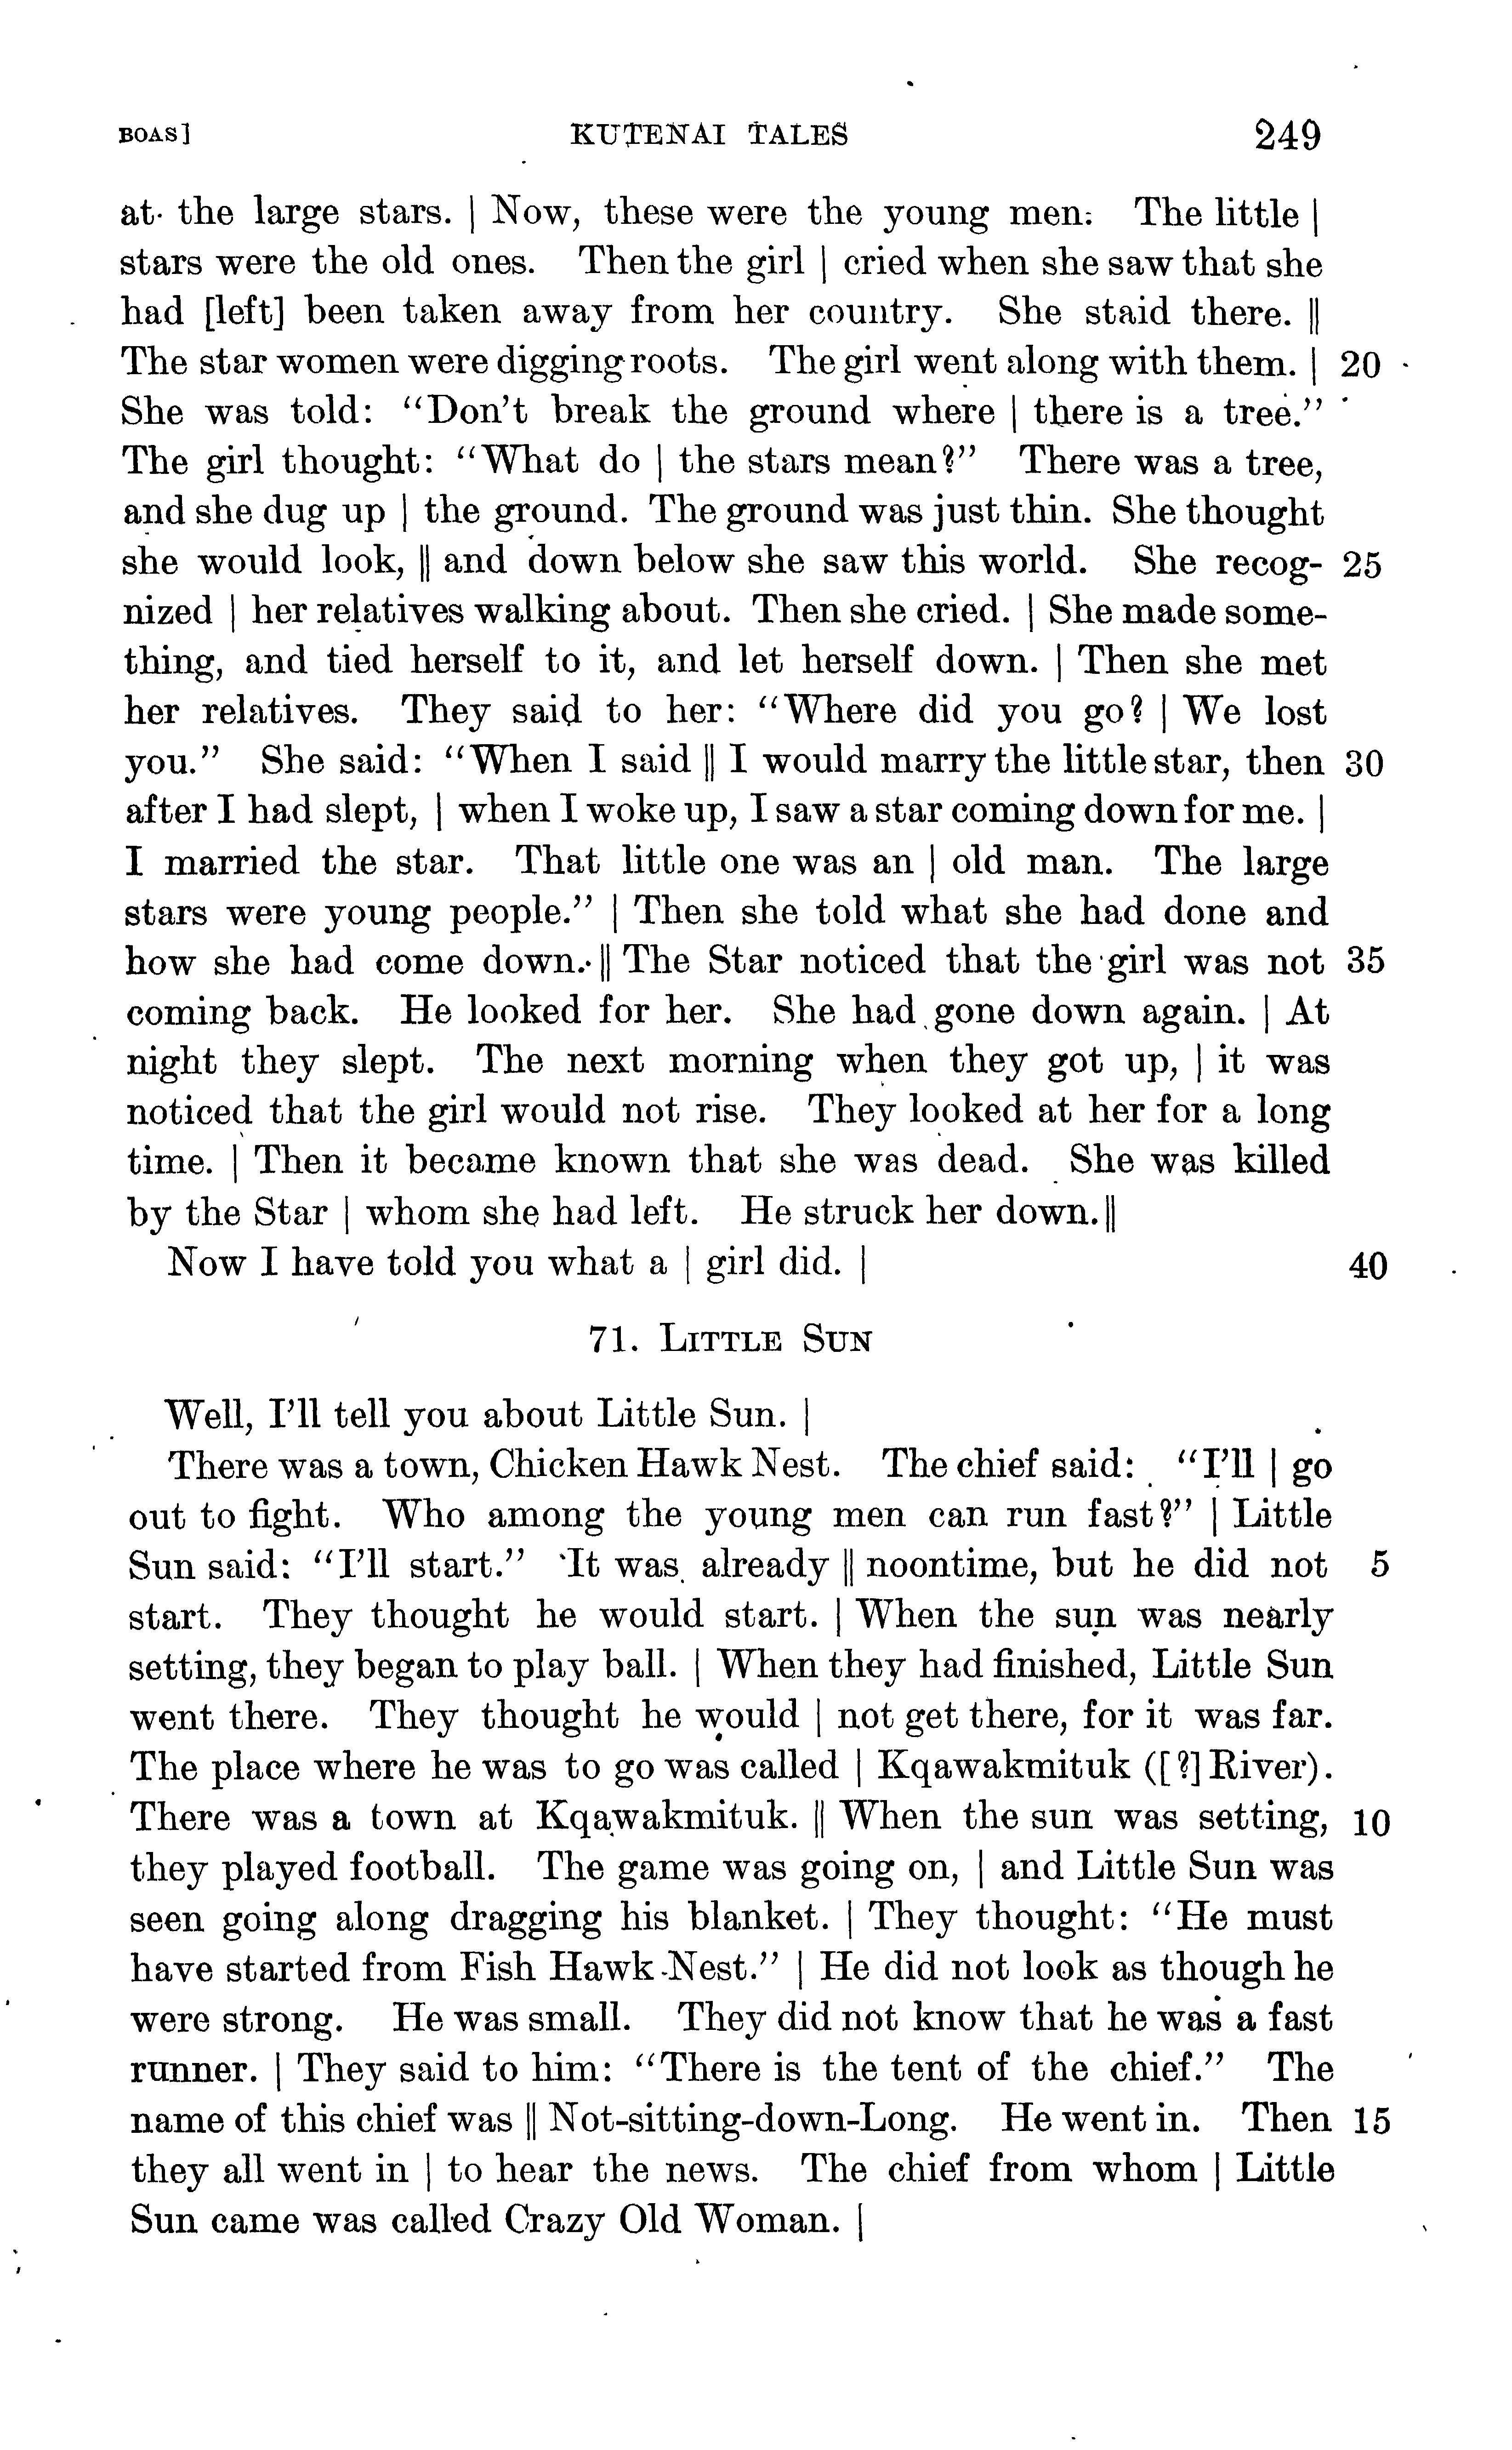 BOAS] KUTENAI TALES 249
at the large stars. | Now, these were the young men. The little |
stars were the old ones. Then the girl | cried when she saw that she
had [left] been taken away from her country. She staid there. ||
The star women were digging roots. The girl went along with them. | 20
She was told: “Don't break the ground where | there is a tree.”
The girl thought: “What do | the stars mean?” There was a tree,
and she dug up | the ground. The ground was just thin. She thought
she would look, || and down below she saw this world. She recog- 25
nized | her relatives walking about. Then she cried. | She made some-
thing, and tied herself to it, and let herself down. | Then she met
her relatives. They said to her: “Where did you go? | We lost
you.” She said: “When I said || I would marry the little star, then 30
after I had slept, | when I woke up, I saw a star coming down for me. |
I married the star. That little one was an | old man. The large
stars were young people.” | Then she told what she had done and
how she had come down. || The Star noticed that the girl was not 35
coming back. He looked for her. She had gone down again. | At
night they slept. The next morning when they got up, | it was
noticed that the girl would not rise. They looked at her for a long
time. | Then it became known that she was dead. She was killed
by the Star | whom she had left. He struck her down. ||
Now I have told you what a | girl did. | 40
71. LITTLE SUN
Well, I'll tell you about Little Sun. |
There was a town, Chicken Hawk Nest. The chief said: “I'll | go
out to fight. Who among the young men can run fast?” | Little
Sun said: “I'll start.” It was already || noontime, but he did not 5
start. They thought he would start. | When the sun was nearly
setting, they began to play ball. | When they had finished, Little Sun
went there. They thought he would | not get there, for it was far.
The place where he was to go was called | Kqawakmituk ([?] River).
There was a town at Kqawakmituk. || When the sun was setting, 10
they played football. The game was going on, | and Little Sun was
seen going along dragging his blanket. | They thought: “He must
have started from Fish Hawk Nest.” | He did not look as though he
were strong. He was small. They did not know that he was a fast
runner. | They said to him: “There is the tent of the chief.” The
name of this chief was || Not-sitting-down-Long. He went in. Then 15
they all went in | to hear the news. The chief from whom | Little
Sun came was called Crazy Old Woman. |